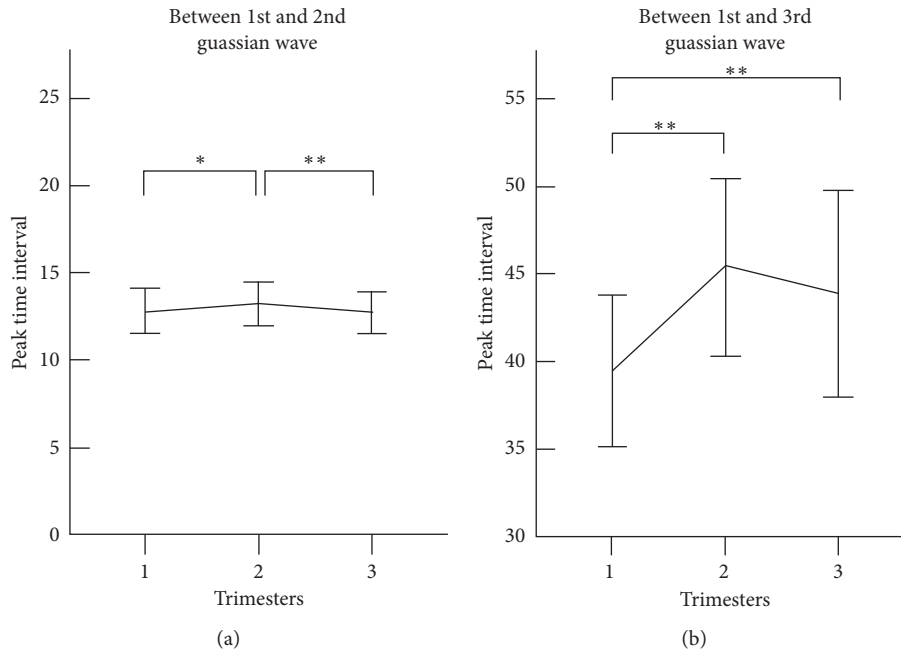 Between 1st and 2nd
guassian wave
25
20
15
10
5
0
* **
Peak time interval
1 2 3
Trimesters
(a)
Between 1st and 3rd
guassian wave
55
50
45
40
35
30
**
**
Peak time interval
1 2 3
Trimesters
(b)